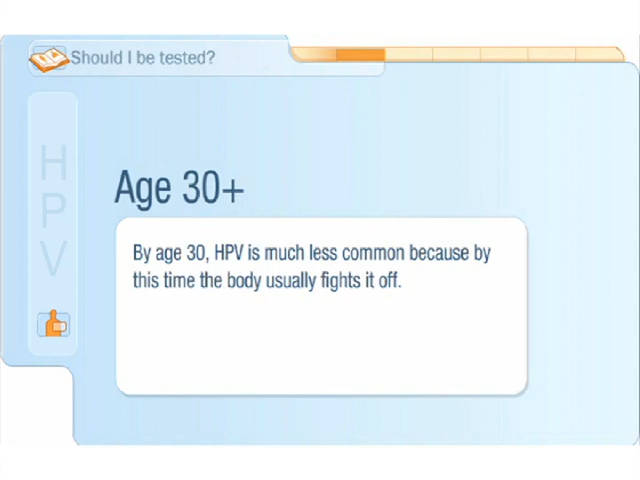 Should I be tested?
HPV
Age 30+
By age 30, HPV is much less common because by
this time the body usually fights it off.